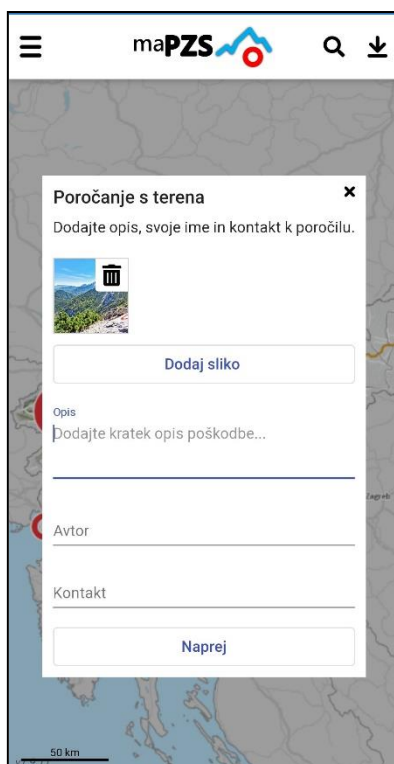 maPZS
Poročanje s terena
Dodajte opis, svoje ime in kontakt k poročilu.
Dodaj sliko
Opis
Dodajte kratek opis poškodbe...
Zagreb
Avtor
Kontakt
Naprej
50 km